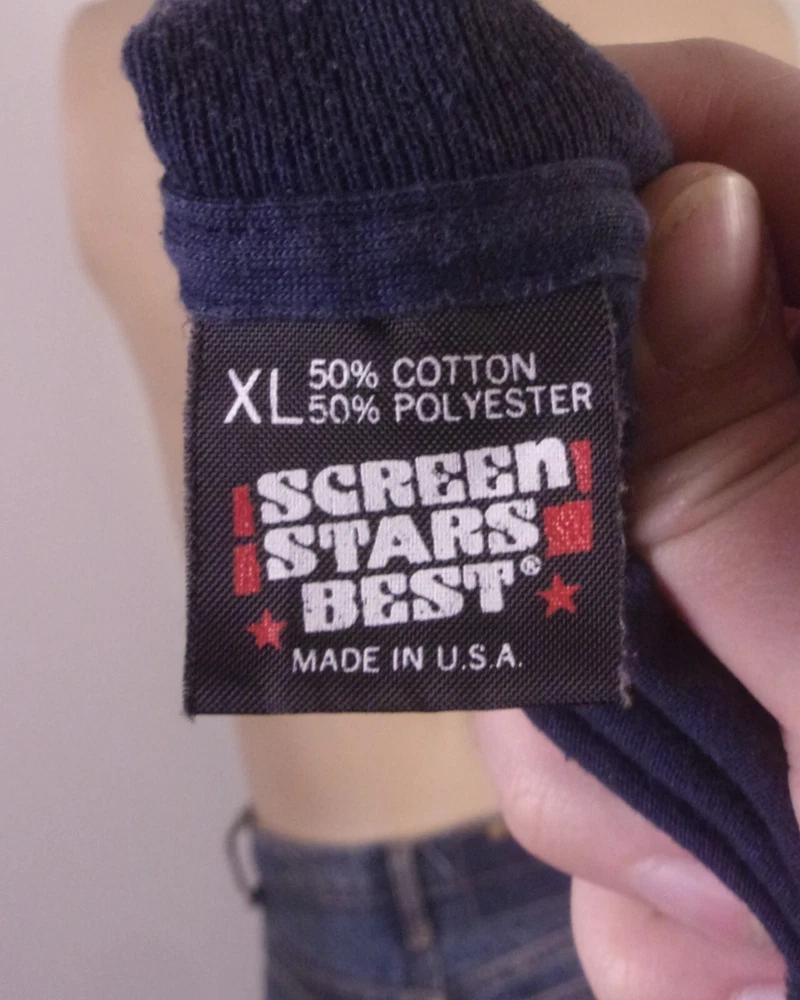 XL 50% COTTON
50% POLYESTER
SCREEN
STARS
BEST®
MADE IN U.S.A.